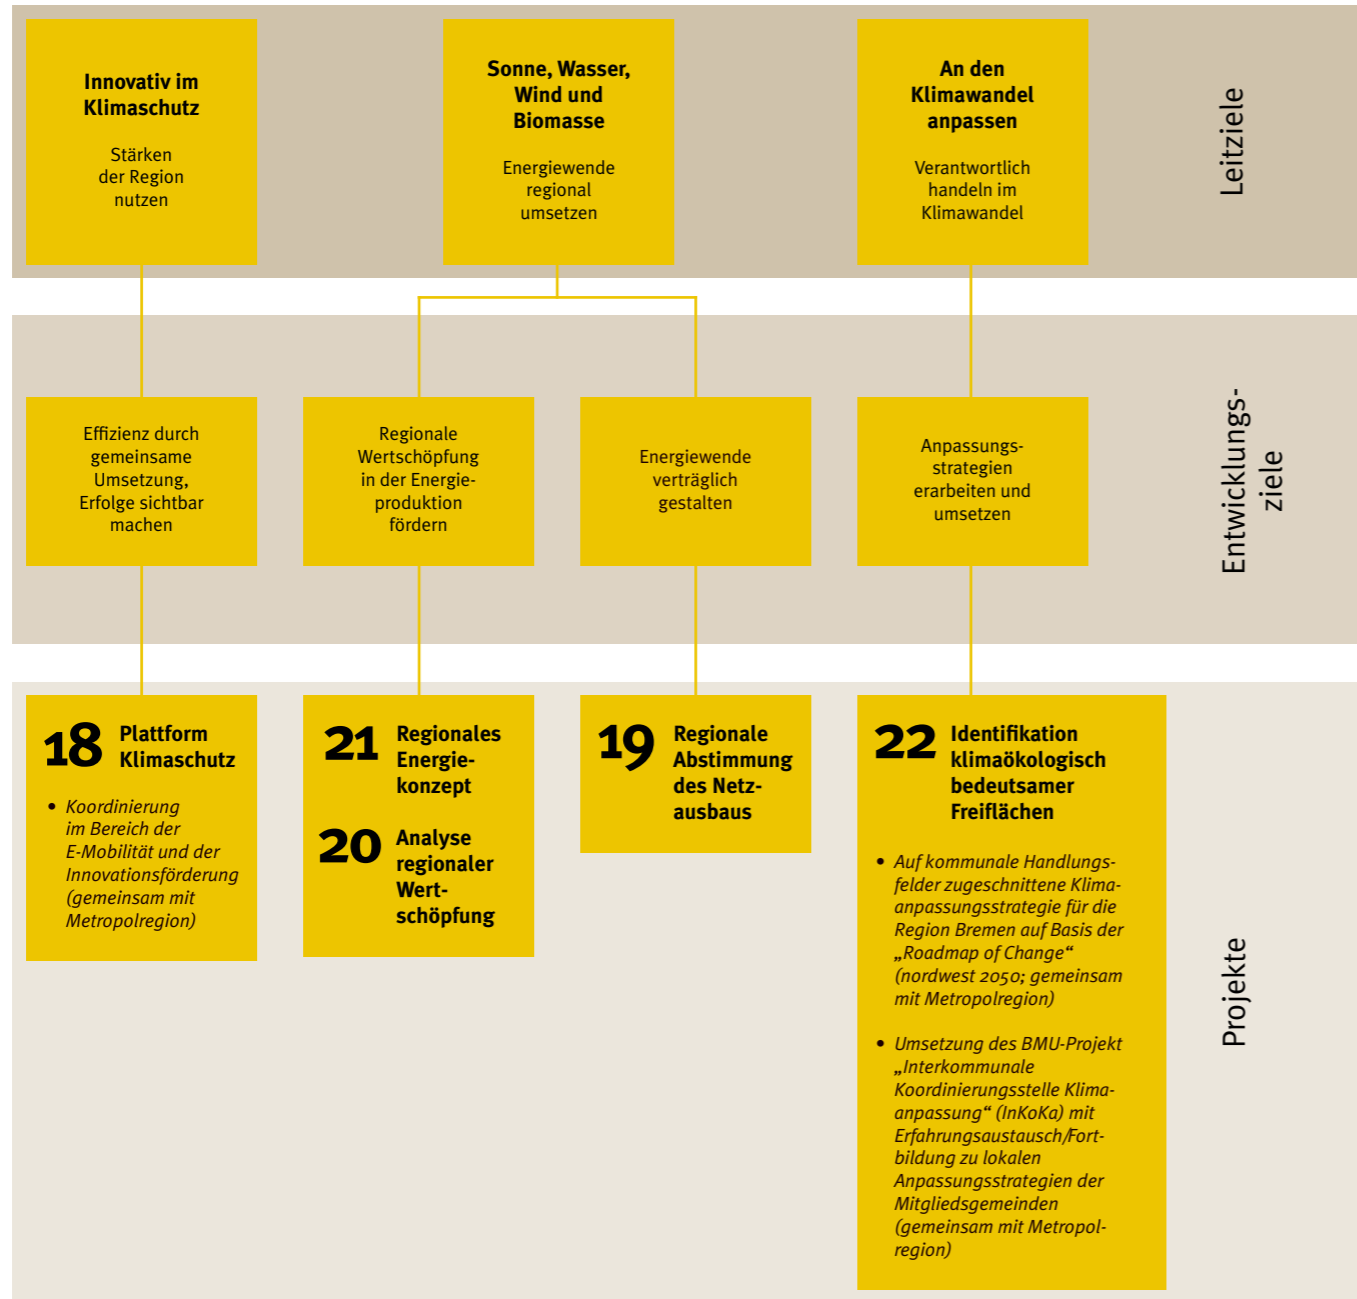 Innovativ im
Klimaschutz
Stärken
der Region
nutzen
Sonne, Wasser,
Wind und
Biomasse
Energiewende
regional
umsetzen
An den
Klimawandel
anpassen
Verantwortlich
handeln im
Klimawandel
Leitziele
Effizienz durch
gemeinsame
Umsetzung,
Erfolge sichtbar
machen
Regionale
Wertschöpfung
in der Energie-
produktion
fördern
Energiewende
verträglich
gestalten
Anpassungs-
strategien
erarbeiten und
umsetzen
Entwicklungs-
ziele
18 Plattform
Klimaschutz
• Koordinierung
im Bereich der
E-Mobilität und der
Innovationsförderung
(gemeinsam mit
Metropolregion)
21 Regionales
Energie-
konzept
20 Analyse
regionaler
Wert-
schöpfung
19 Regionale
Abstimmung
des Netz-
ausbaus
22 Identifikation
klimaökologisch
bedeutsamer
Freiflächen
• Auf kommunale Handlungs-
felder zugeschnittene Klima-
anpassungsstrategie für die
Region Bremen auf Basis der
„Roadmap of Change“
(nordwest 2050; gemeinsam
mit Metropolregion)
• Umsetzung des BMU-Projekt
„Interkommunale
Koordinierungsstelle Klima-
anpassung“ (InKoKa) mit
Erfahrungsaustausch/Fort-
bildung zu lokalen
Anpassungsstrategien der
Mitgliedsgemeinden
(gemeinsam mit Metropol-
region)
Projekte